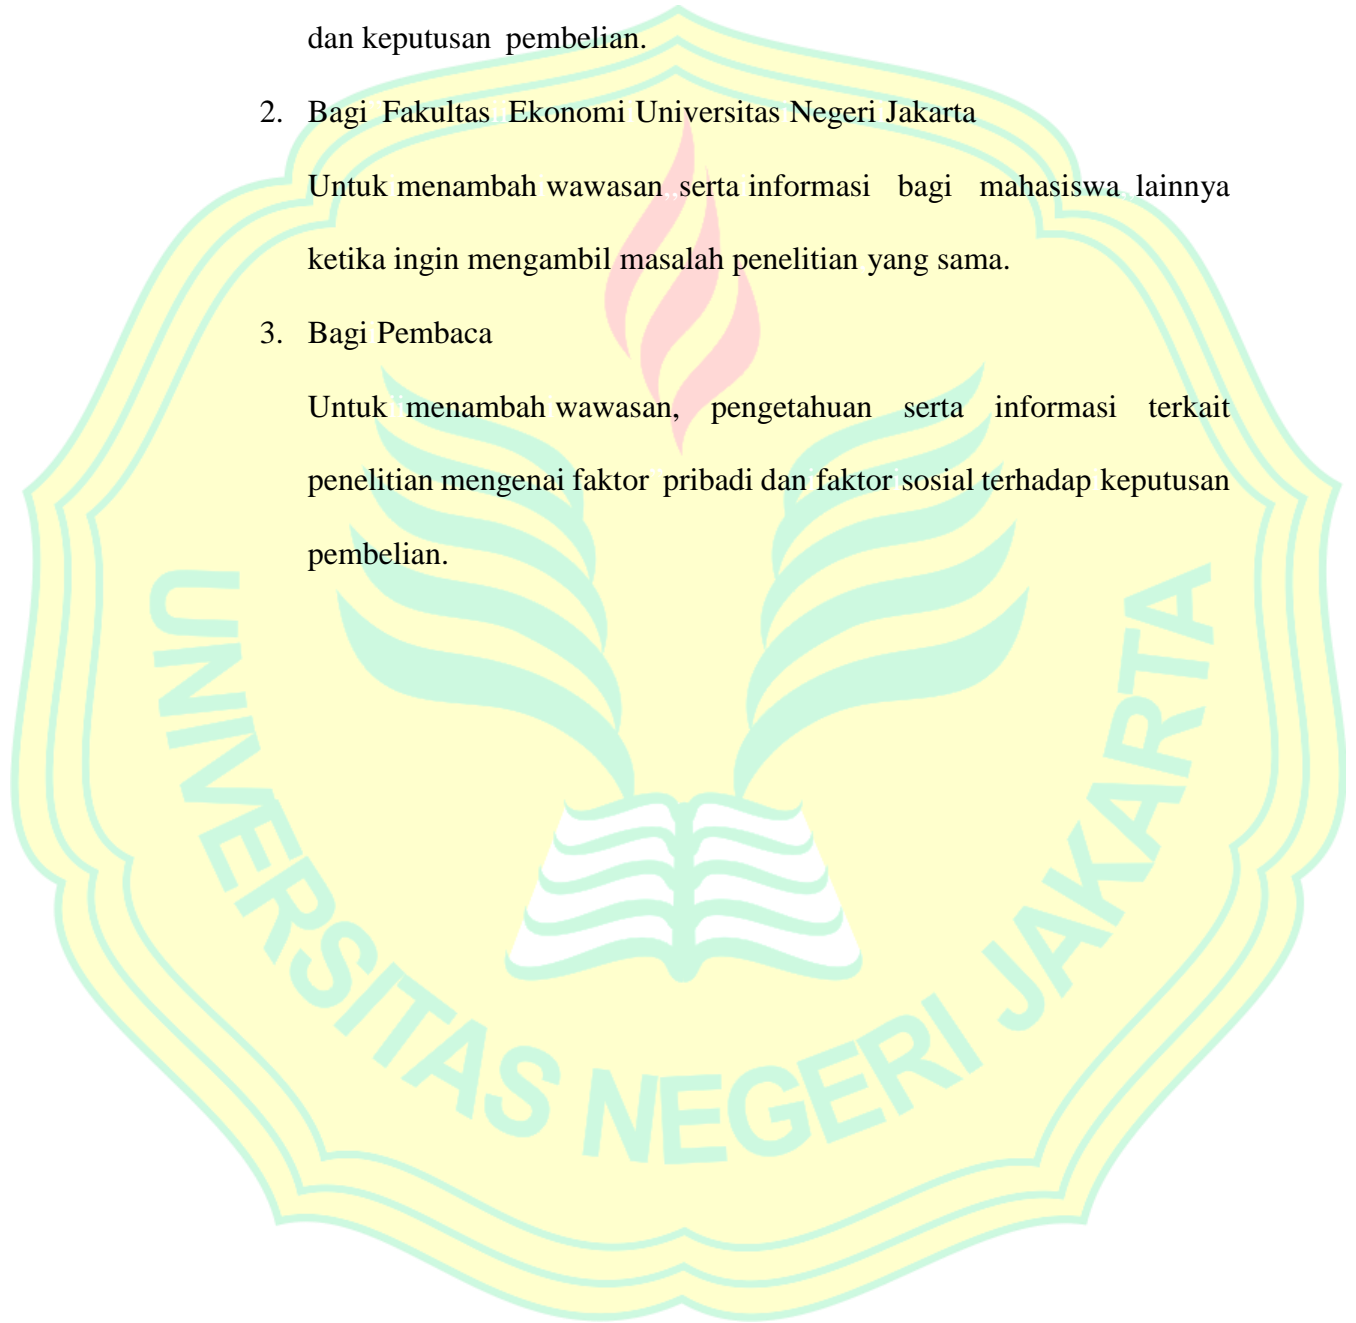 dan keputusan pembelian.
2. Bagi Fakultas Ekonomi Universitas Negeri Jakarta
Untuk menambah wawasan serta informasi bagi mahasiswa lainnya
ketika ingin mengambil masalah penelitian yang sama.
3. Bagi Pembaca
Untuk menambah wawasan, pengetahuan serta informasi terkait
penelitian mengenai faktor pribadi dan faktor sosial terhadap keputusan
pembelian.
UNIVERSITAS NEGERI JAKARTA